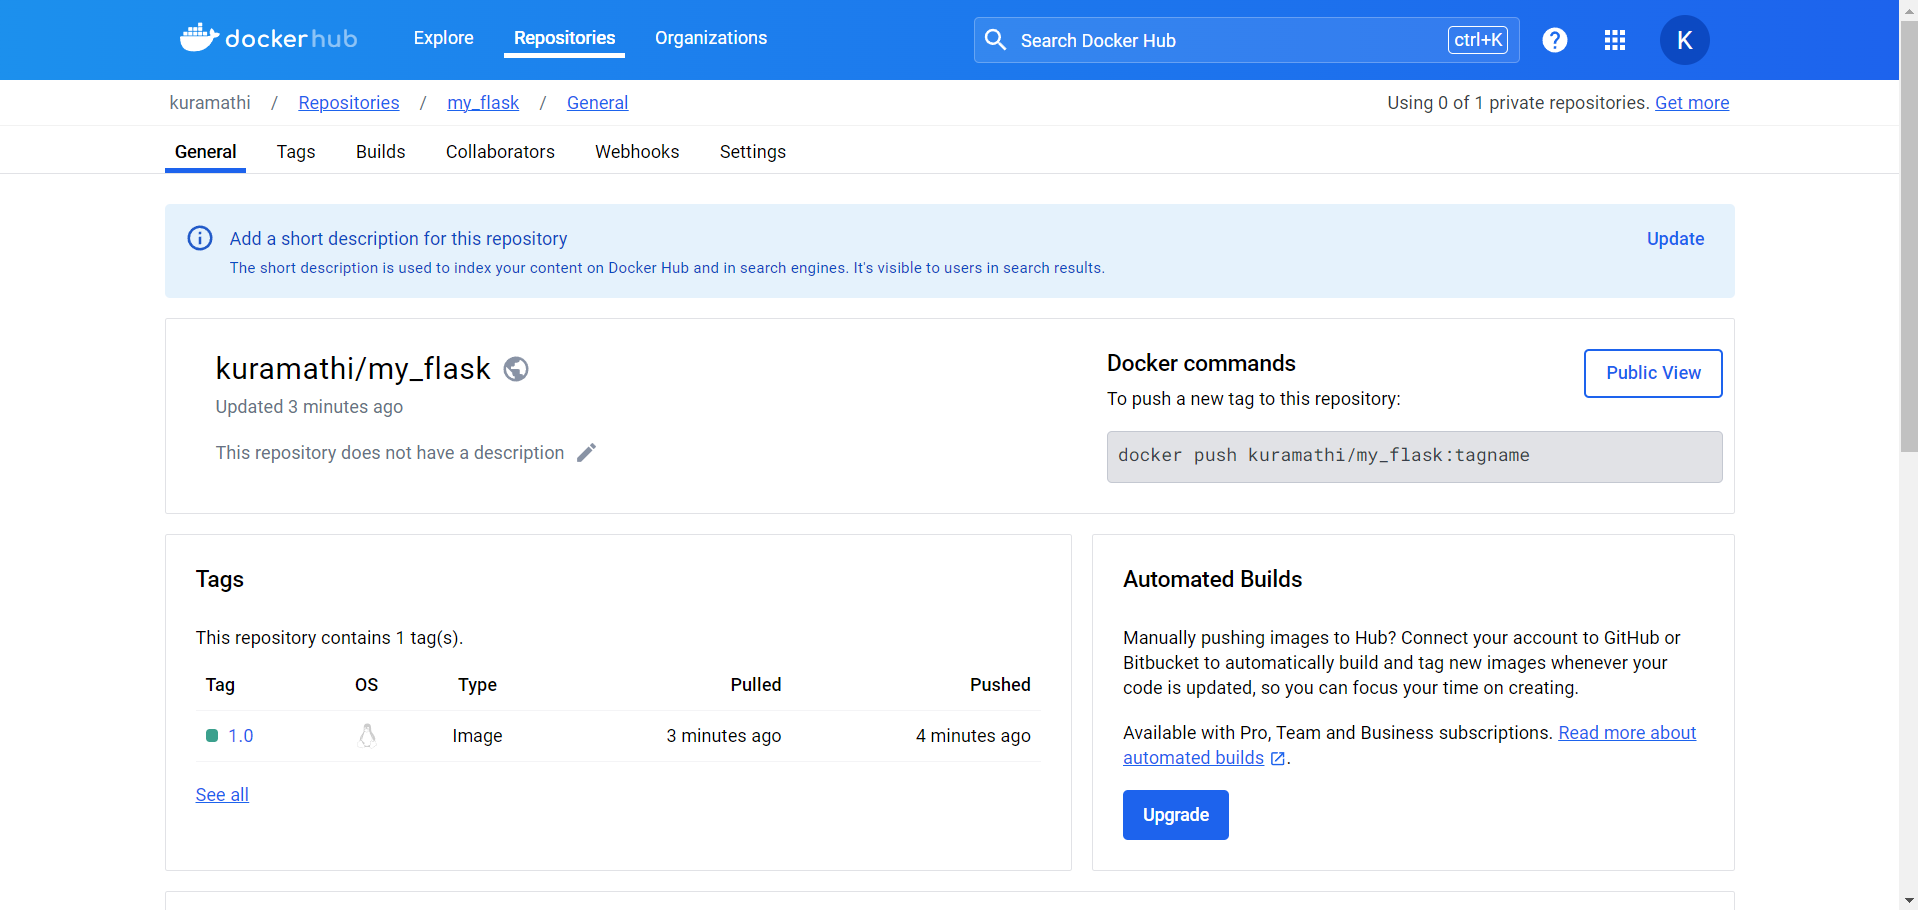 dockerhub
Explore
Repositories
Organizations
Search Docker Hub
ctrl+K
?
K
kuramathi / Repositories / my_flask / General
Using 0 of 1 private repositories. Get more
General
Tags
Builds
Collaborators
Webhooks
Settings
Add a short description for this repository
Update
The short description is used to index your content on Docker Hub and in search engines. It's visible to users in search results.
kuramathi/my_flask
Updated 3 minutes ago
This repository does not have a description
Docker commands
Public View
To push a new tag to this repository:
docker push kuramathi/my_flask:tagname
Tags
This repository contains 1 tag(s).
Tag OS Type Pulled Pushed
1.0 Image 3 minutes ago 4 minutes ago
See all
Automated Builds
Manually pushing images to Hub? Connect your account to GitHub or
Bitbucket to automatically build and tag new images whenever your
code is updated, so you can focus your time on creating.
Available with Pro, Team and Business subscriptions. Read more about
automated builds .
Upgrade